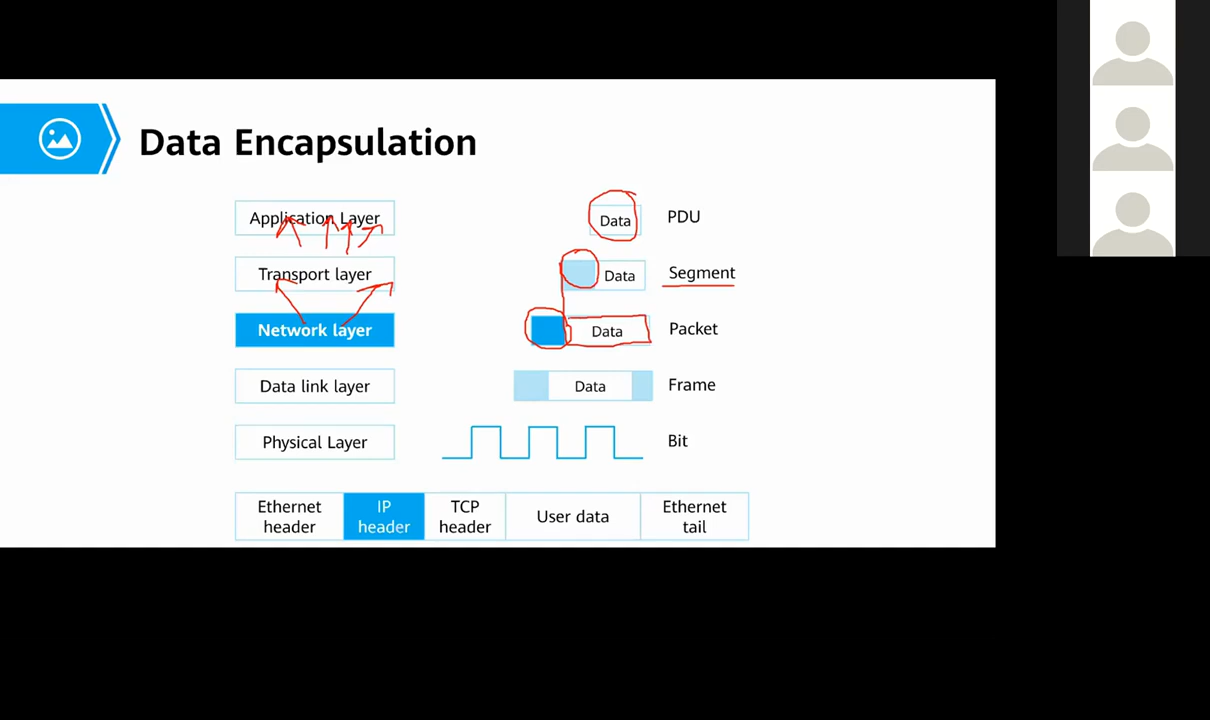 Data Encapsulation
Application Layer
Data
PDU
Transport layer
Data
Segment
Network layer
Data
Packet
Data link layer
Data
Frame
Physical Layer
Bit
Ethernet
header
IP
header
TCP
header
User data
Ethernet
tail